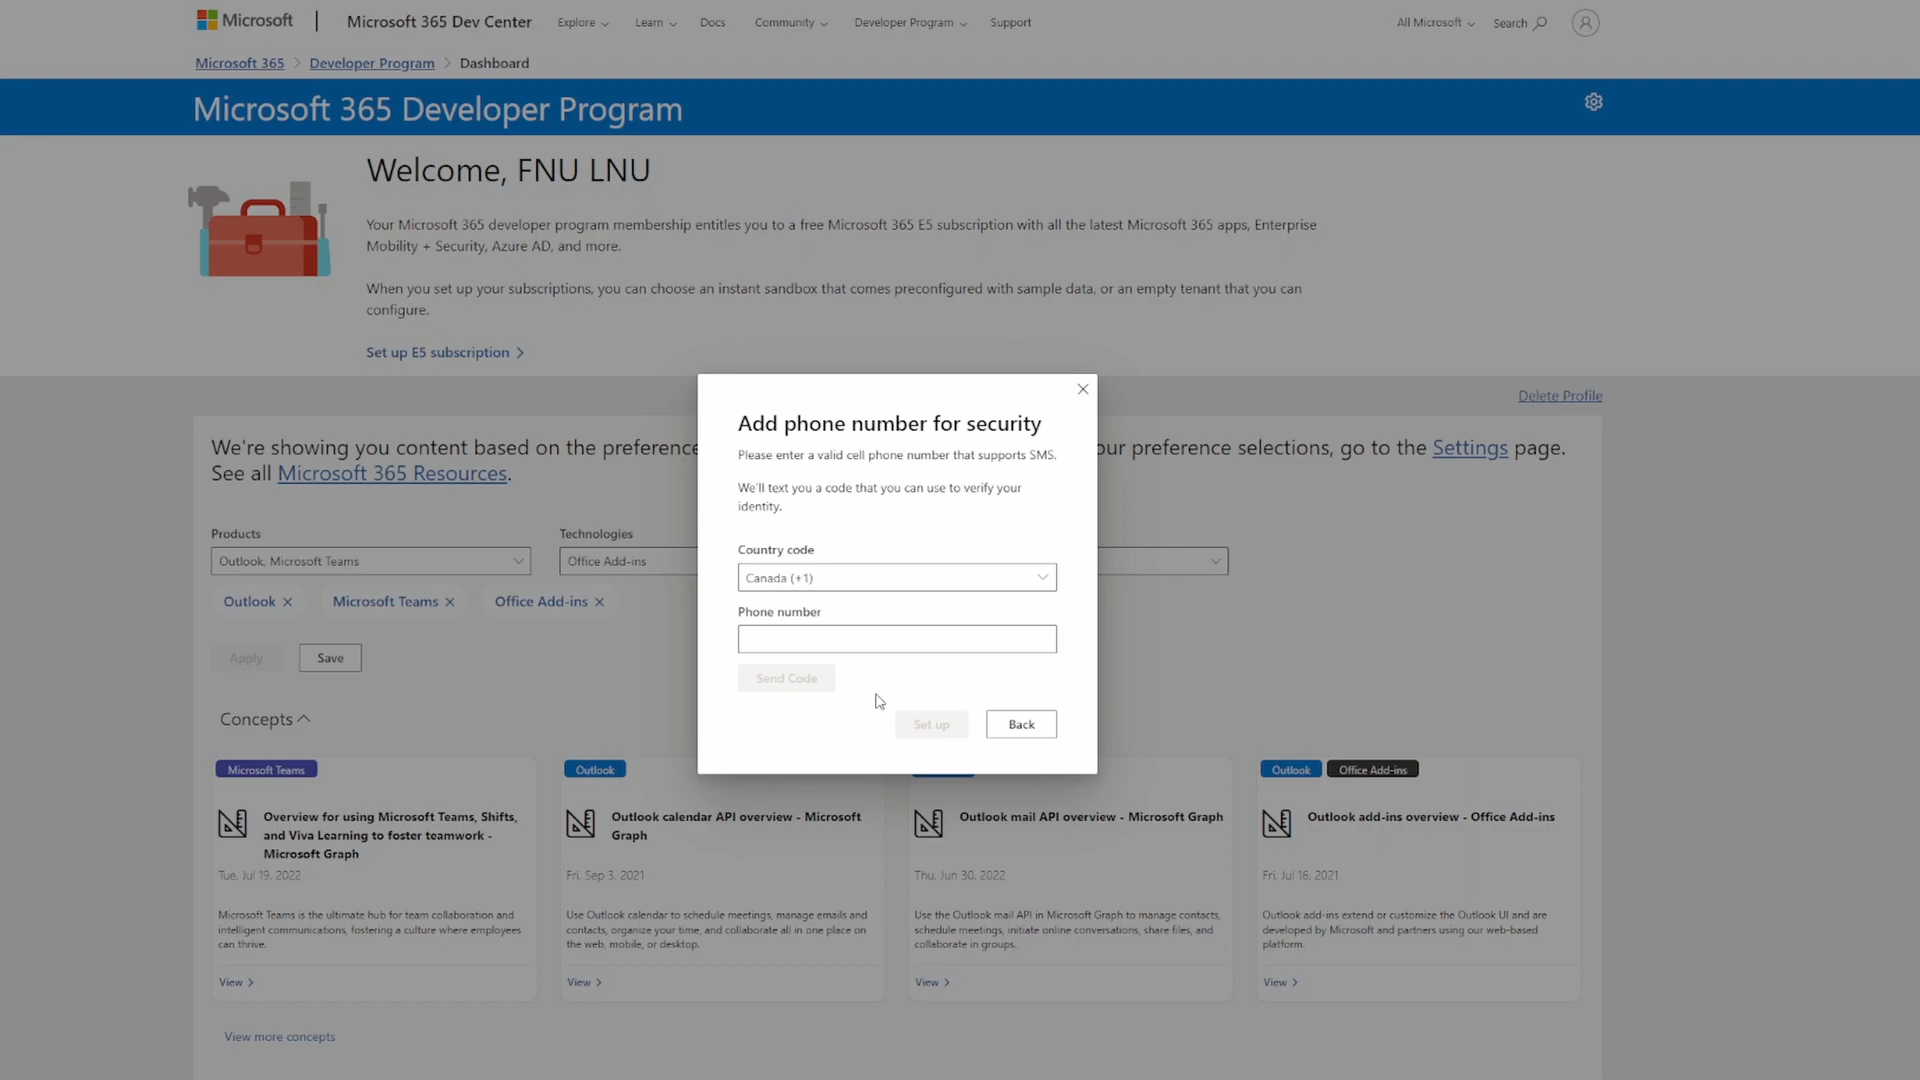 Microsoft | Microsoft 365 Dev Center Explore Learn Docs Community Developer Program Support All Microsoft Search
Microsoft 365 > Developer Program > Dashboard
Microsoft 365 Developer Program
Welcome, FNU LNU
Your Microsoft 365 developer program membership entitles you to a free Microsoft 365 E5 subscription with all the latest Microsoft 365 apps, Enterprise
Mobility + Security, Azure AD, and more.
When you set up your subscriptions, you can choose an instant sandbox that comes preconfigured with sample data, or an empty tenant that you can
configure.
Set up E5 subscription >
Delete Profile
We're showing you content based on the preference
our preference selections, go to the Settings page.
See all Microsoft 365 Resources.
Products
Outlook, Microsoft Teams
Technologies
Office Add-ins
Outlook ×
Microsoft Teams ×
Office Add-ins ×
Apply
Save
Add phone number for security
Please enter a valid cell phone number that supports SMS.
We'll text you a code that you can use to verify your
identity.
Country code
Canada (+1)
Phone number
Send Code
Set up
Back
Concepts
Microsoft Teams
Overview for using Microsoft Teams, Shifts,
and Viva Learning to foster teamwork -
Microsoft Graph
Tue, Jul 19, 2022
Microsoft Teams is the ultimate hub for team collaboration and
intelligent communications, fostering a culture where employees
can thrive.
View >
Outlook
Outlook calendar API overview - Microsoft
Graph
Fri, Sep 3, 2021
Use Outlook calendar to schedule meetings, manage emails and
contacts, organize your time, and collaborate all in one place on
the web, mobile, or desktop.
View >
Outlook mail API overview - Microsoft Graph
Thu, Jun 30, 2022
Use the Outlook mail API in Microsoft Graph to manage contacts,
schedule meetings, initiate online conversations, share files, and
collaborate in groups.
View >
Outlook Office Add-ins
Outlook add-ins overview - Office Add-ins
Fri, Jul 16, 2021
Outlook add-ins extend or customize the Outlook UI and are
developed by Microsoft and partners using our web-based
platform.
View >
View more concepts